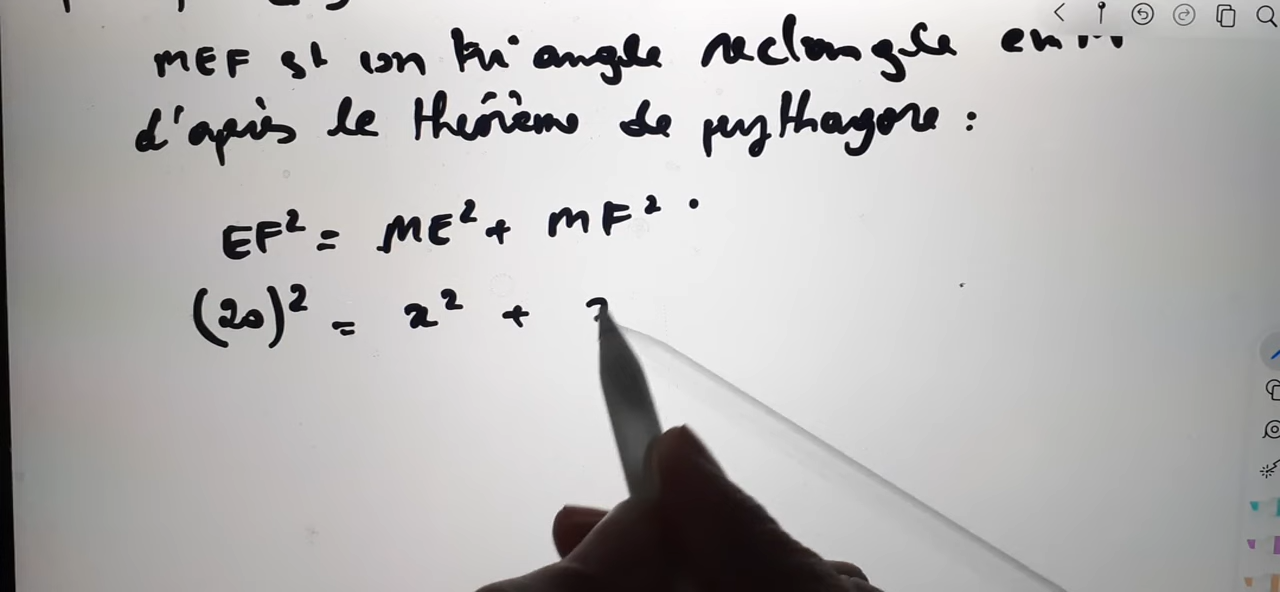 MEF st un triangle rectangle en M
d'après le théorème de pythagore :
EF² = ME² + MF² .
(20)² = x² +